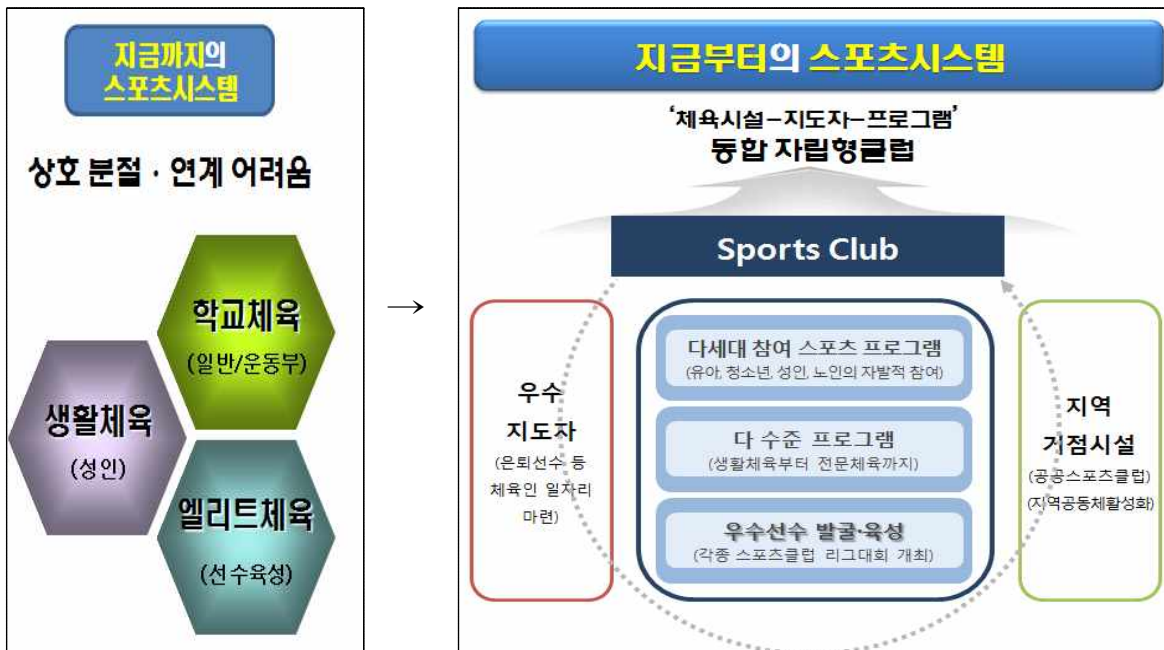 지금까지의
스포츠시스템
상호 분절 · 연계 어려움
학교체육
(일반/운동부)
생활체육
(성인)
엘리트체육
(선수육성)
→
지금부터의 스포츠시스템
‘체육시설-지도자-프로그램’
통합 자립형클럽
Sports Club
우수
지도자
(은퇴선수 등
체육인 일자리
마련)
다세대 참여 스포츠 프로그램
(유아, 청소년, 성인, 노인의 자발적 참여)
다 수준 프로그램
(생활체육부터 전문체육까지)
우수선수 발굴·육성
(각종 스포츠클럽 리그대회 개최)
지역
거점시설
(공공스포츠클럽)
(지역공동체활성화)